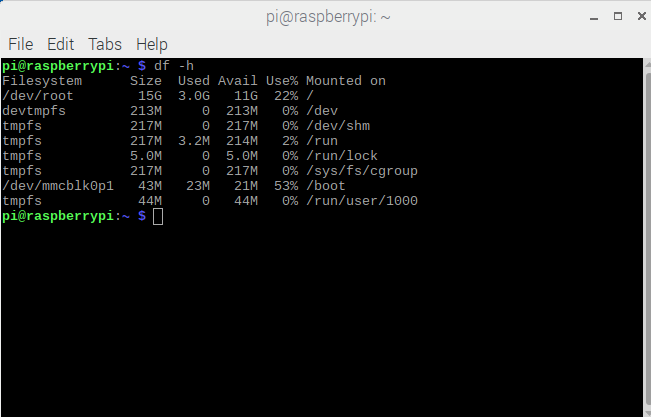 pi@raspberrypi: ~
File Edit Tabs Help
pi@raspberrypi:~ $ df -h
Filesystem      Size  Used Avail Use% Mounted on
/dev/root        15G  3.0G   11G  22% /
devtmpfs        213M     0  213M   0% /dev
tmpfs           217M     0  217M   0% /dev/shm
tmpfs           217M  3.2M  214M   2% /run
tmpfs           5.0M     0  5.0M   0% /run/lock
tmpfs           217M     0  217M   0% /sys/fs/cgroup
/dev/mmcblk0p1   43M   23M   21M  53% /boot
tmpfs            44M     0   44M   0% /run/user/1000
pi@raspberrypi:~ $